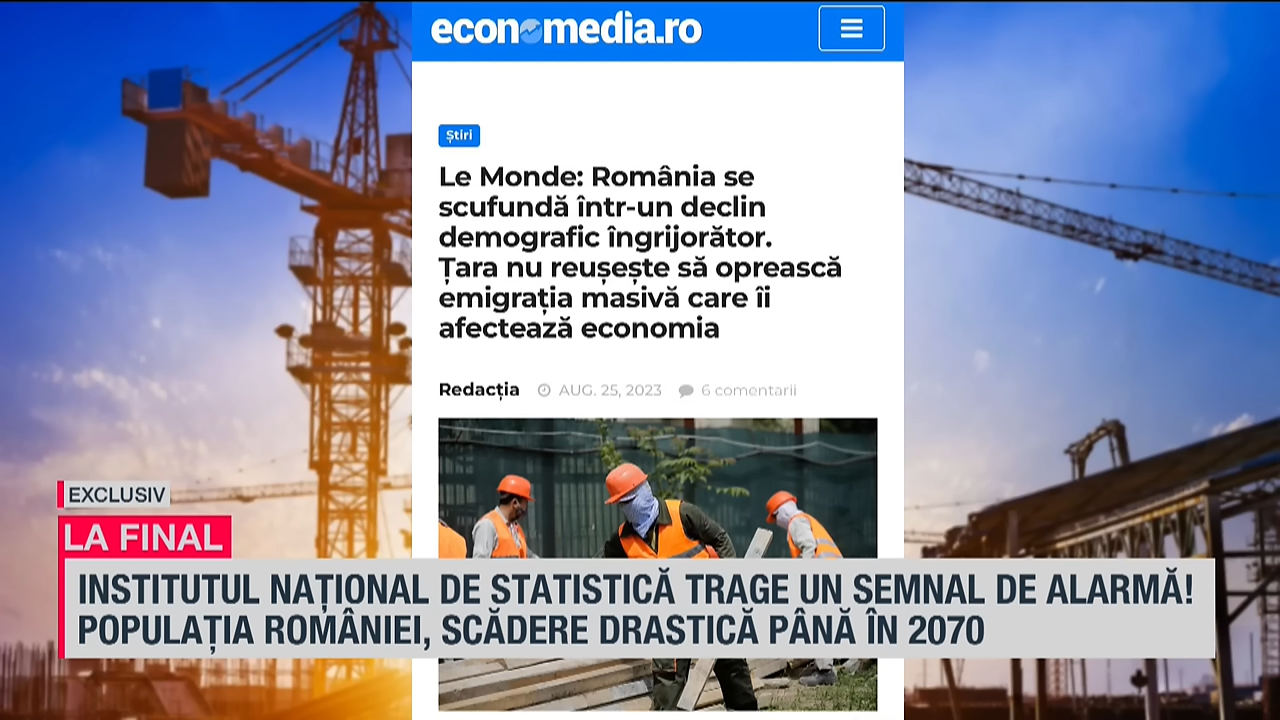 economedia.ro
Știri
Le Monde: România se
scufundă într-un declin
demografic îngrijorător.
Țara nu reușește să oprească
emigrația masivă care îi
afectează economia
Redacția AUG. 25, 2023 6 comentarii
EXCLUSIV
LA FINAL
INSTITUTUL NAȚIONAL DE STATISTICĂ TRAGE UN SEMNAL DE ALARMĂ!
POPULAȚIA ROMÂNIEI, SCĂDERE DRASTICĂ PÂNĂ ÎN 2070